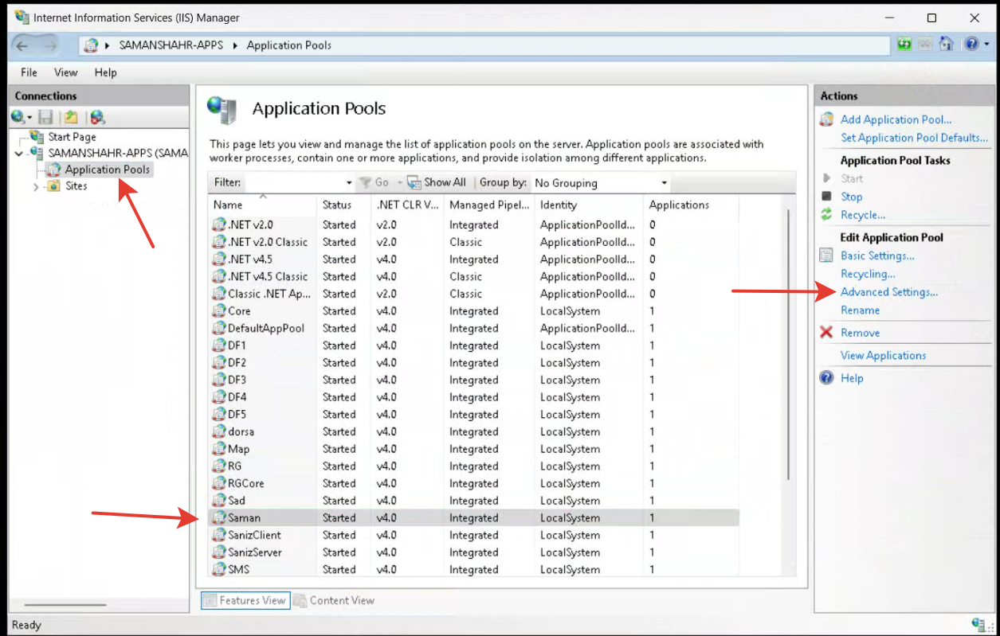 Internet Information Services (IIS) Manager
SAMANSHAHR-APPS Application Pools
File View Help
Connections
Start Page
SAMANSHAHR-APPS (SAMA
Application Pools
Sites
Application Pools
This page lets you view and manage the list of application pools on the server. Application pools are associated with
worker processes, contain one or more applications, and provide isolation among different applications.
Filter: Go Show All Group by: No Grouping
Name Status .NET CLR V... Managed Pipel... Identity Applications
.NET v2.0 Started v2.0 Integrated ApplicationPoolId... 0
.NET v2.0 Classic Started v2.0 Classic ApplicationPoolId... 0
.NET v4.5 Started v4.0 Integrated ApplicationPoolId... 0
.NET v4.5 Classic Started v4.0 Classic ApplicationPoolId... 0
Classic .NET Ap... Started v2.0 Classic ApplicationPoolId... 0
Core Started v4.0 Integrated LocalSystem 1
DefaultAppPool Started v4.0 Integrated ApplicationPoolId... 1
DF1 Started v4.0 Integrated LocalSystem 1
DF2 Started v4.0 Integrated LocalSystem 1
DF3 Started v4.0 Integrated LocalSystem 1
DF4 Started v4.0 Integrated LocalSystem 1
DF5 Started v4.0 Integrated LocalSystem 1
dorsa Started v4.0 Integrated LocalSystem 1
Map Started v4.0 Integrated LocalSystem 1
RG Started v4.0 Integrated LocalSystem 1
RGCore Started v4.0 Integrated LocalSystem 1
Sad Started v4.0 Integrated LocalSystem 1
Saman Started v4.0 Integrated LocalSystem 1
SanizClient Started v4.0 Integrated LocalSystem 1
SanizServer Started v4.0 Integrated LocalSystem 1
SMS Started v4.0 Integrated LocalSystem 1
Features View Content View
Actions
Add Application Pool...
Set Application Pool Defaults...
Application Pool Tasks
Start
Stop
Recycle...
Edit Application Pool
Basic Settings...
Recycling...
Advanced Settings...
Rename
Remove
View Applications
Help
Ready